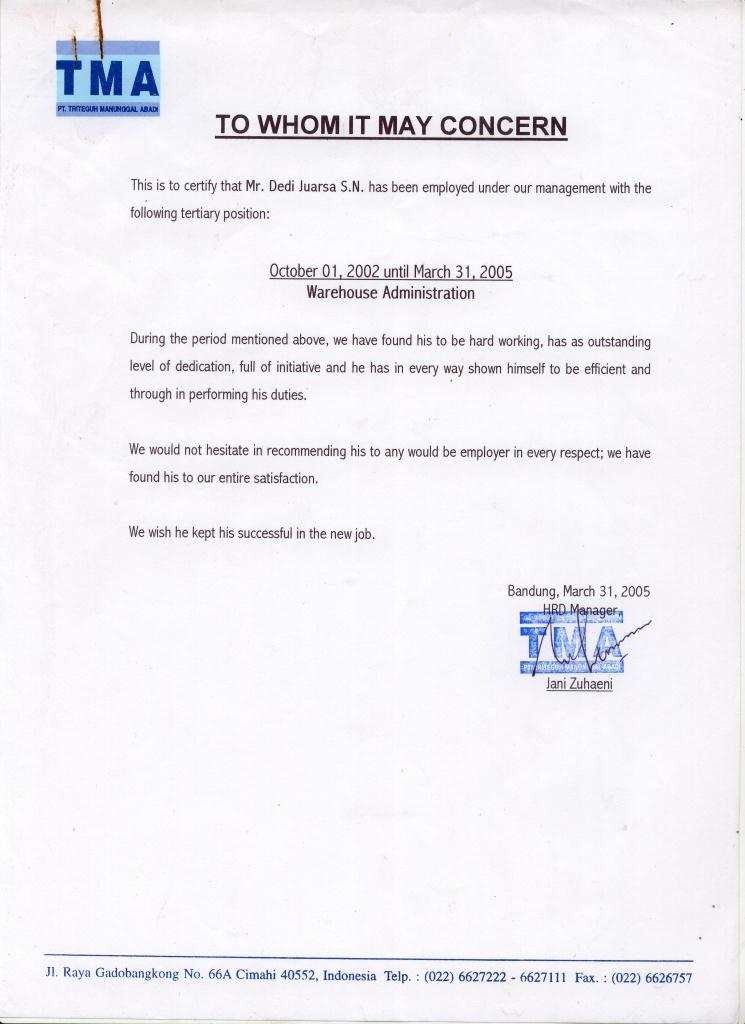 TMA
PT. TRITEGUH MANUNGGAL ABADI
TO WHOM IT MAY CONCERN
This is to certify that Mr. Dedi Juarsa S.N. has been employed under our management with the
following tertiary position:
October 01, 2002 until March 31, 2005
Warehouse Administration
During the period mentioned above, we have found his to be hard working, has as outstanding
level of dedication, full of initiative and he has in every way shown himself to be efficient and
through in performing his duties.
We would not hesitate in recommending his to any would be employer in every respect; we have
found his to our entire satisfaction.
We wish he kept his successful in the new job.
Bandung, March 31, 2005
HRD Manager,
TMA
PT. TRITEGUH MANUNGGAL ABADI
Jani Zuhaeni
Jl. Raya Gadobangkong No. 66A Cimahi 40552, Indonesia Telp. : (022) 6627222 - 6627111 Fax. : (022) 6626757